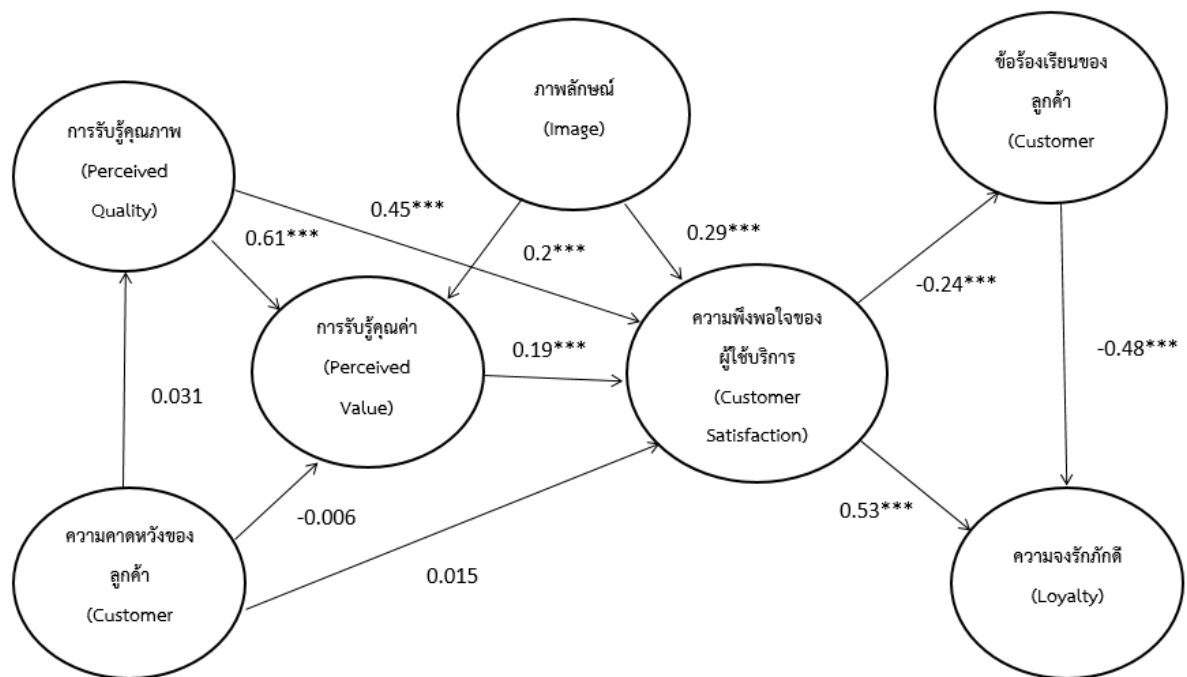 การรับรู้คุณภาพ
(Perceived
Quality)
ภาพลักษณ์
(Image)
ข้อร้องเรียนของ
ลูกค้า
(Customer
0.45***
0.61***
0.2***
0.29***
-0.24***
การรับรู้คุณค่า
(Perceived
Value)
0.19***
ความพึงพอใจของ
ผู้ใช้บริการ
(Customer
Satisfaction)
-0.48***
0.031
-0.006
0.015
0.53***
ความคาดหวังของ
ลูกค้า
(Customer
ความจงรักภักดี
(Loyalty)